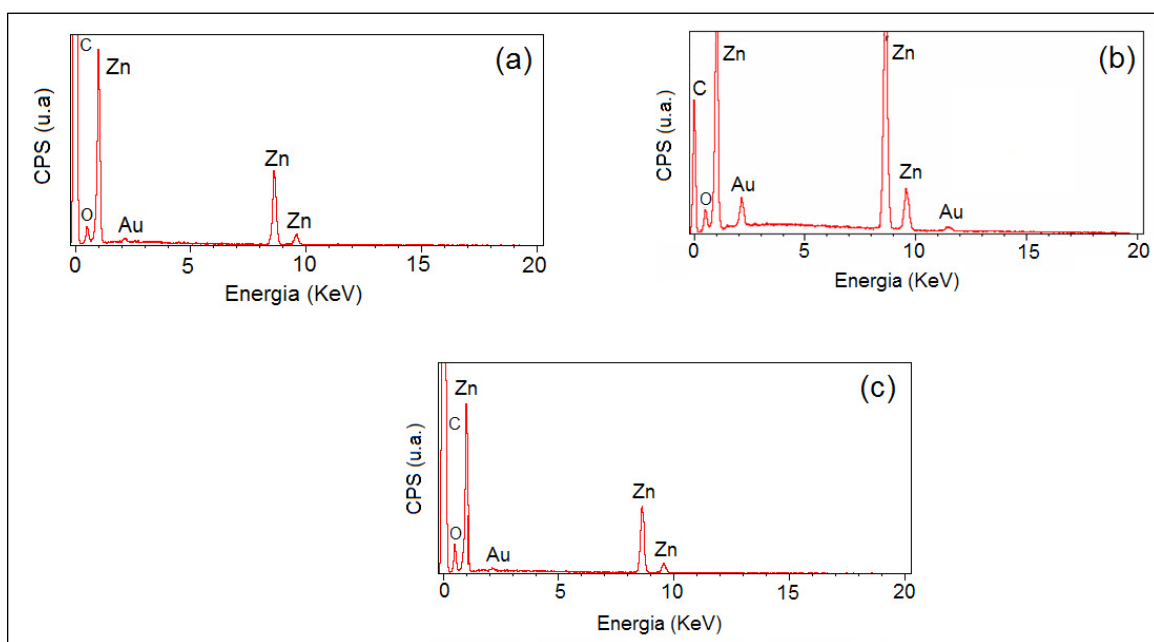 (a)
CPS (u.a)
C
Zn
O
Au
Zn
Zn
0 5 10 15 20
Energia (KeV)
(b)
CPS (u.a.)
C
Zn
O
Au
Zn
Zn
Au
0 5 10 15 20
Energia (KeV)
(c)
CPS (u.a.)
Zn
C
O
Au
Zn
Zn
0 5 10 15 20
Energia (KeV)